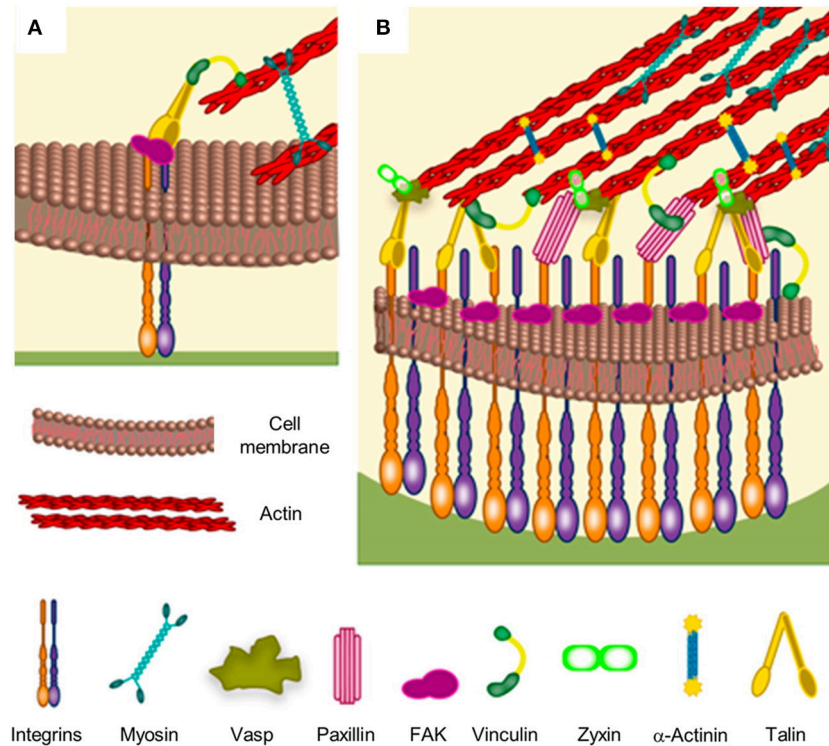 A
B
Cell
membrane
Actin
Integrins Myosin Vasp Paxillin FAK Vinculin Zyxin α-Actinin Talin